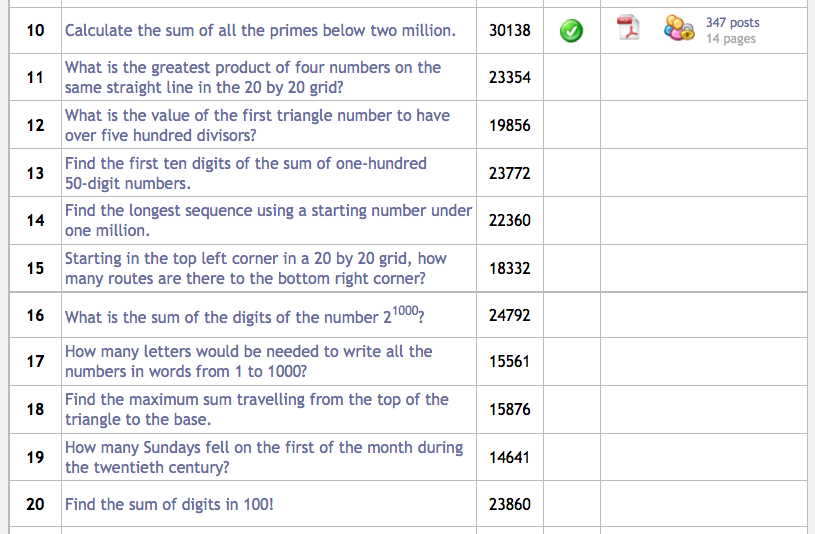 10 Calculate the sum of all the primes below two million. 30138 347 posts
14 pages
11 What is the greatest product of four numbers on the
same straight line in the 20 by 20 grid? 23354
12 What is the value of the first triangle number to have
over five hundred divisors? 19856
13 Find the first ten digits of the sum of one-hundred
50-digit numbers. 23772
14 Find the longest sequence using a starting number under
one million. 22360
15 Starting in the top left corner in a 20 by 20 grid, how
many routes are there to the bottom right corner? 18332
16 What is the sum of the digits of the number 2^1000? 24792
17 How many letters would be needed to write all the
numbers in words from 1 to 1000? 15561
18 Find the maximum sum travelling from the top of the
triangle to the base. 15876
19 How many Sundays fell on the first of the month during
the twentieth century? 14641
20 Find the sum of digits in 100! 23860